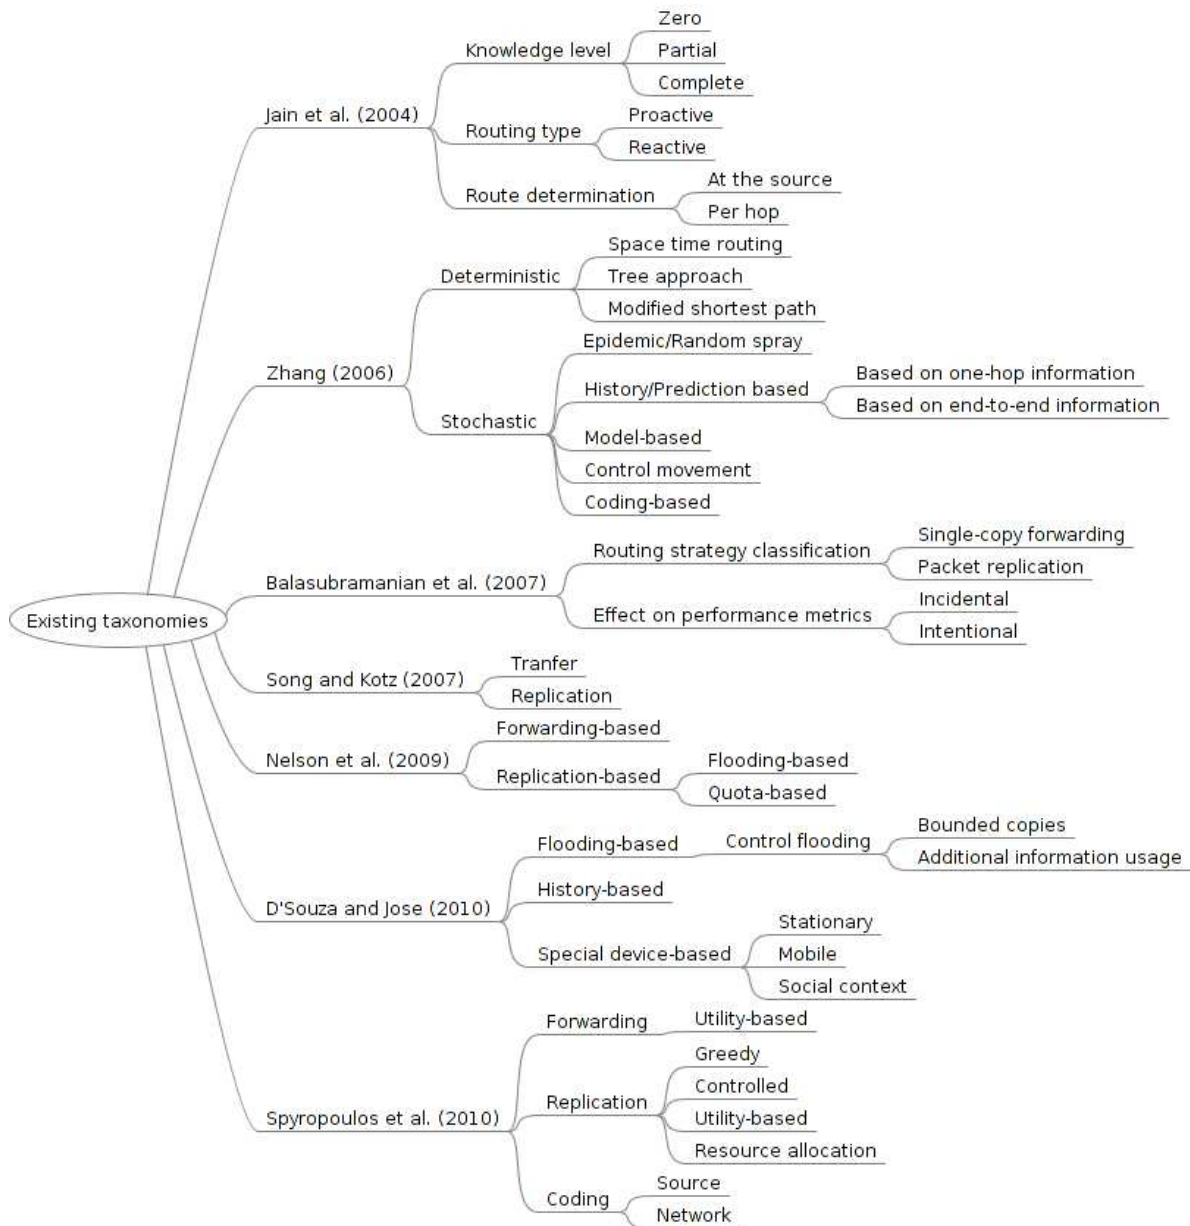 Zero
Knowledge level
Partial
Complete
Jain et al. (2004)
Proactive
Routing type
Reactive
At the source
Route determination
Per hop
Space time routing
Deterministic
Tree approach
Modified shortest path
Epidemic/Random spray
Zhang (2006)
Based on one-hop information
History/Prediction based
Based on end-to-end information
Stochastic
Model-based
Control movement
Coding-based
Single-copy forwarding
Routing strategy classification
Packet replication
Balasubramanian et al. (2007)
Incidental
Effect on performance metrics
Intentional
Existing taxonomies
Tranfer
Song and Kotz (2007)
Replication
Forwarding-based
Nelson et al. (2009)
Flooding-based
Replication-based
Quota-based
Bounded copies
Flooding-based
Control flooding
Additional information usage
History-based
D'Souza and Jose (2010)
Stationary
Special device-based
Mobile
Social context
Forwarding
Utility-based
Greedy
Controlled
Replication
Utility-based
Spyropoulos et al. (2010)
Resource allocation
Source
Coding
Network